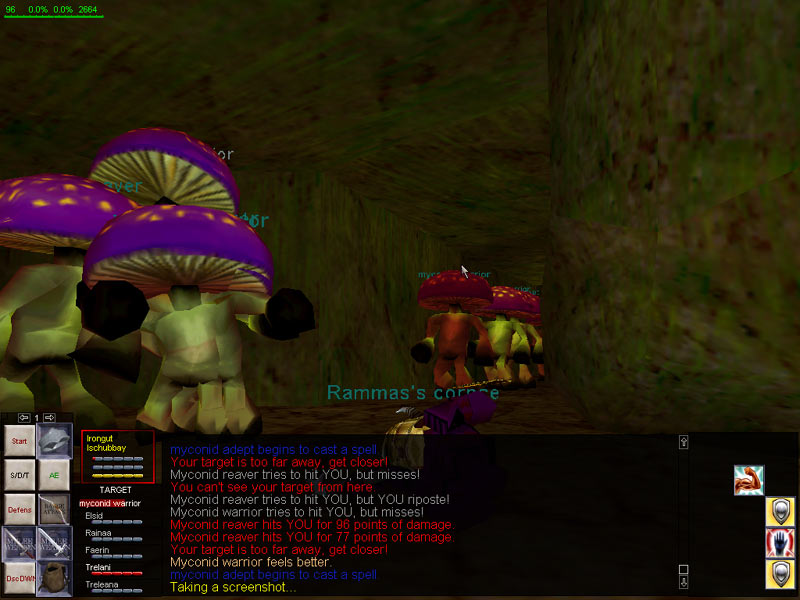 96 0.0% 0.0% 2664
myconid warrior
Rammas's corpse
1
Start
S/D/T
AE
Defens
DscDWN
Irongut
Ischubbay
TARGET
myconid warrior
Elsid
Rainaa
Faerin
Trelani
Treleana
myconid adept begins to cast a spell.
Your target is too far away, get closer!
Myconid reaver tries to hit YOU, but misses!
You can't see your target from here.
Myconid reaver tries to hit YOU, but YOU riposte!
Myconid warrior tries to hit YOU, but misses!
Myconid reaver hits YOU for 96 points of damage.
Myconid reaver hits YOU for 77 points of damage.
Your target is too far away, get closer!
Myconid warrior feels better.
myconid adept begins to cast a spell.
Taking a screenshot...